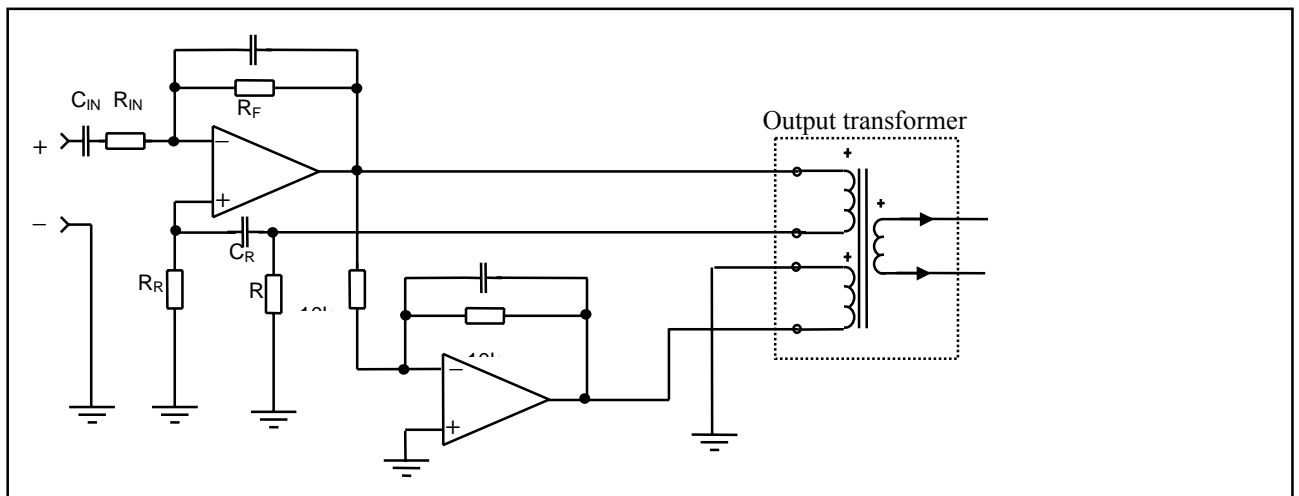 C_IN R_IN
R_F
Output transformer
+
−
+
−
+
+
+
C_R
R_R
R
−
+